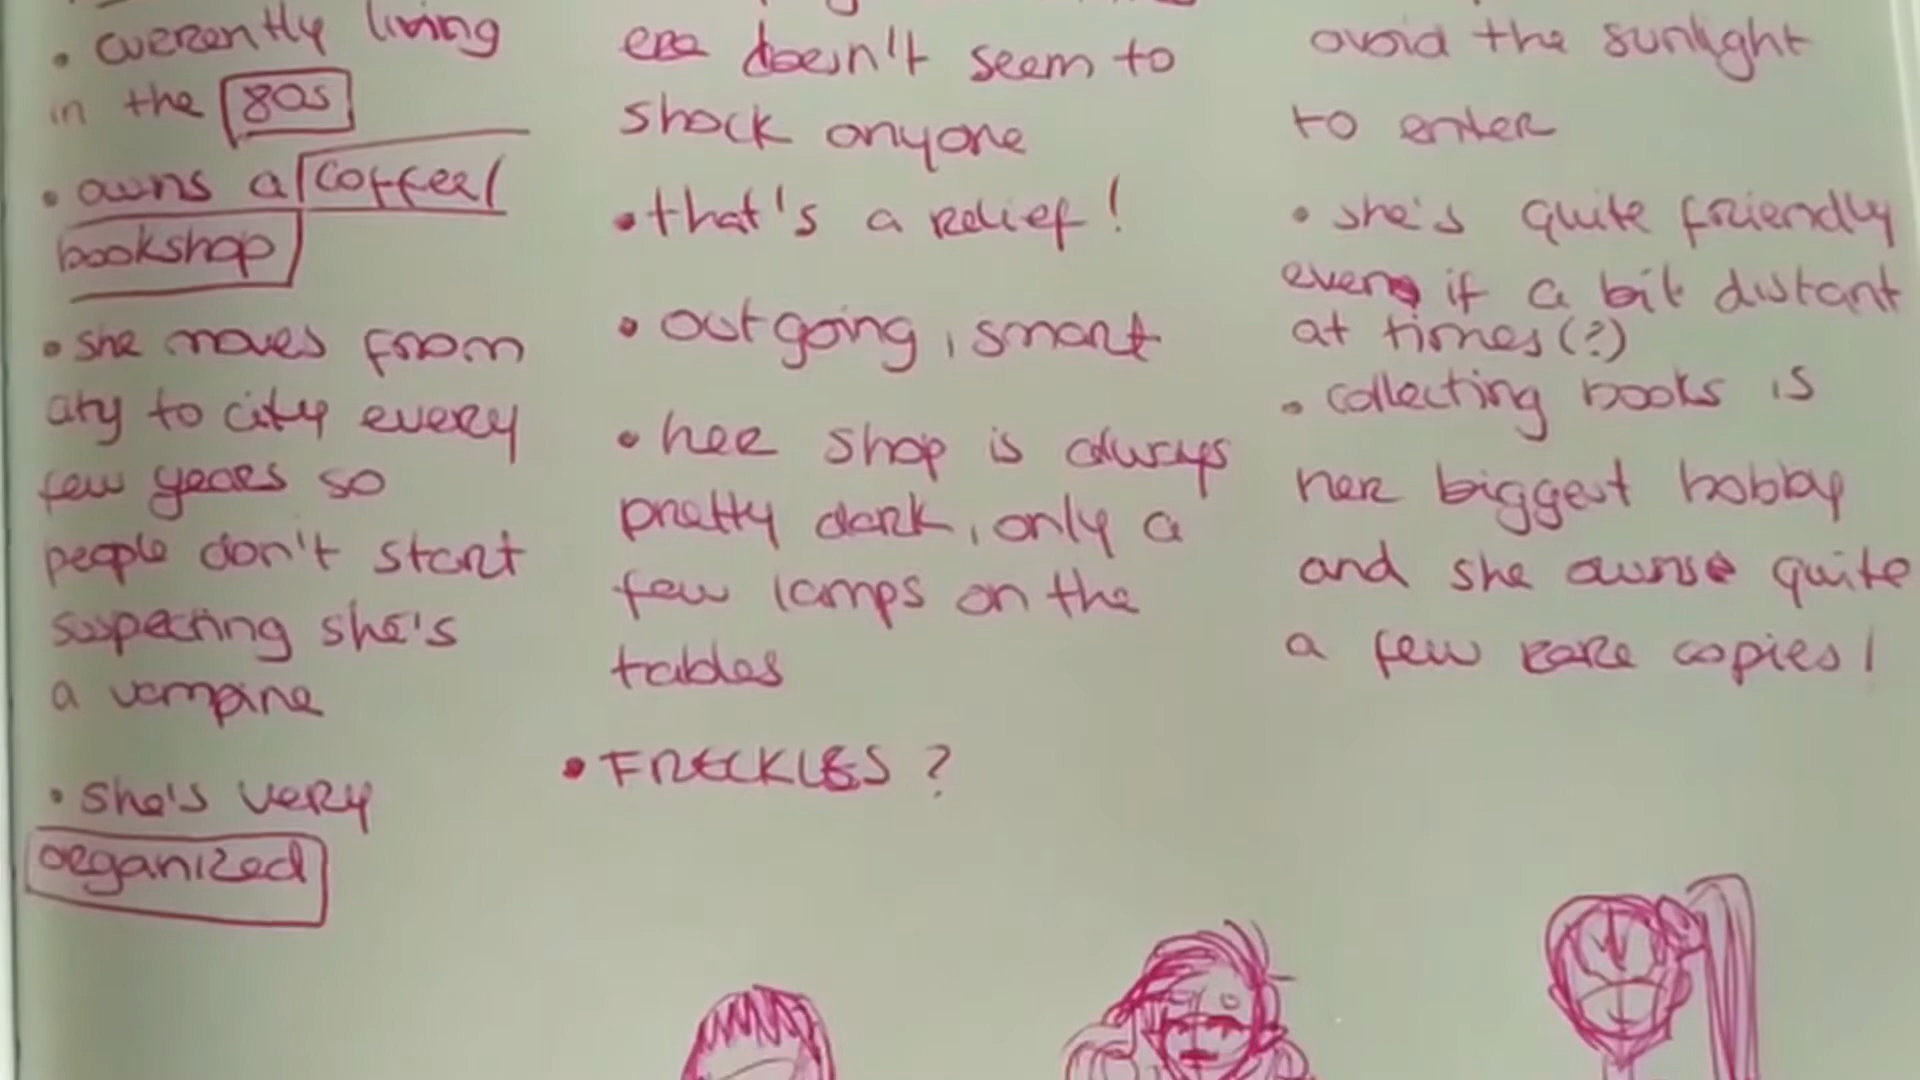 • currently living
in the 80s
• owns a coffee/
bookshop
• she moves from
city to city every
few years so
people don't start
suspecting she's
a vampire
• she's very
organized
era doesn't seem to
shock anyone
• that's a relief!
• outgoing, smart
• her shop is always
pretty dark, only a
few lamps on the
tables
• FRECKLES?
avoid the sunlight
to enter
• she's quite friendly
even if a bit distant
at times(?)
• collecting books is
her biggest hobby
and she owns quite
a few rare copies!